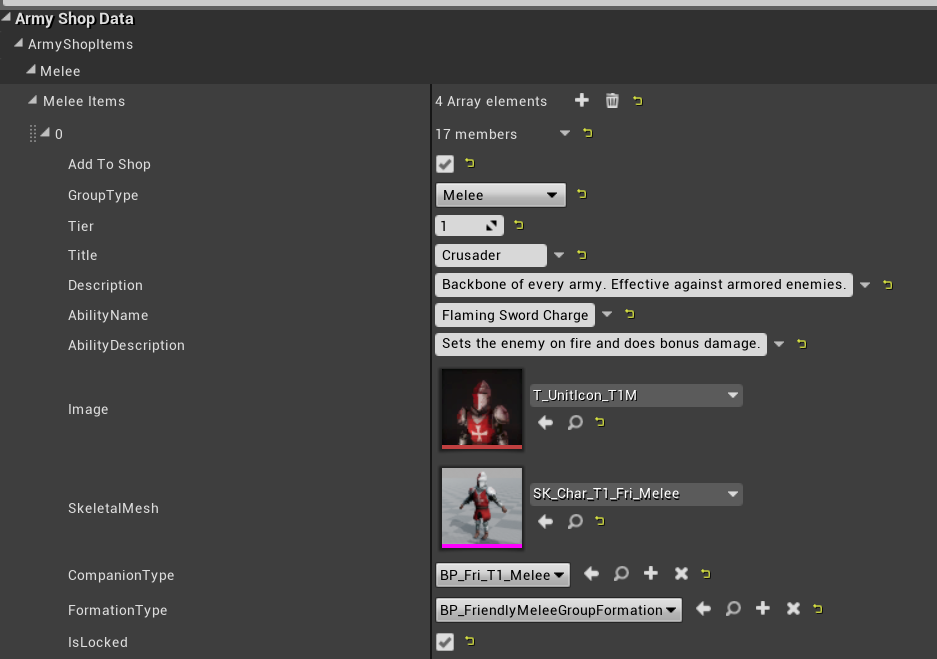 Army Shop Data
ArmyShopItems
Melee
Melee Items 4 Array elements
0 17 members
Add To Shop
GroupType Melee
Tier 1
Title Crusader
Description Backbone of every army. Effective against armored enemies.
AbilityName Flaming Sword Charge
AbilityDescription Sets the enemy on fire and does bonus damage.
Image T_UnitIcon_T1M
SkeletalMesh SK_Char_T1_Fri_Melee
CompanionType BP_Fri_T1_Melee
FormationType BP_FriendlyMeleeGroupFormation
IsLocked